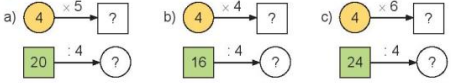 a) 4 × 5 ? b) 4 × 4 ? c) 4 × 6 ?
20 : 4 ? 16 : 4 ? 24 : 4 ?